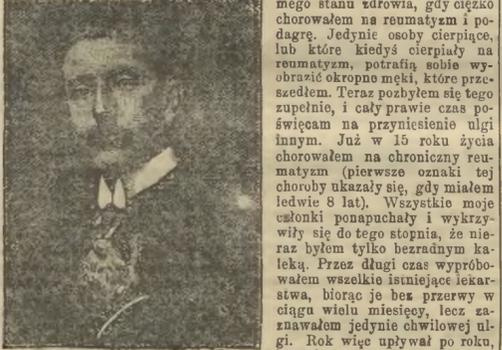 mego stanu zdrowia, gdy ciężko
chorowałem na reumatyzm i po-
dagrę. Jedynie osoby cierpiące,
lub które kiedyś cierpiały na
reumatyzm, potrafią sobie wy-
obrazić okropne męki, które prze-
szedłem. Teraz pozbyłem się tego
zupełnie, i cały prawie czas po-
święcam na przyniesienie ulgi
innym. Już w 15 roku życia
chorowałem na chroniczny reu-
matyzm (pierwsze oznaki tej
choroby ukazały się, gdy miałem
ledwie 8 lat). Wszystkie moje
członki ponapuchały i wykrzy-
wiły się do tego stopnia, że nie-
raz byłem tylko bezradnym ka-
leką. Przez długi czas wypróbo-
wałem wszelkie istniejące lekar-
stwa, biorąc je bez przerwy w
ciągu wielu miesięcy, lecz za-
znawałem jedynie chwilowej ul-
gi. Rok więc upływał po roku,